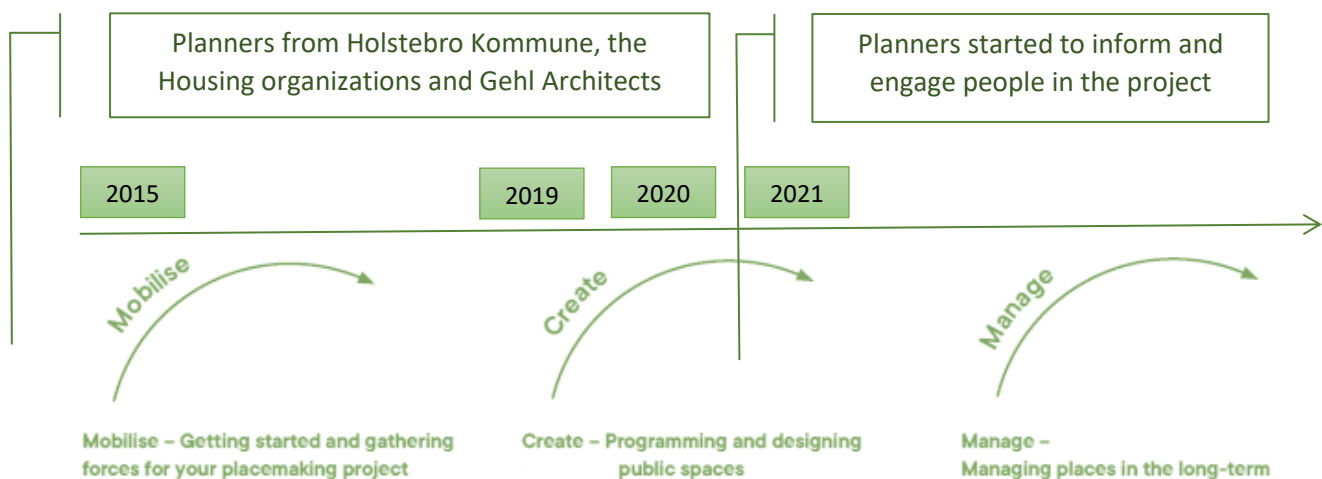 Planners from Holstebro Kommune, the
Housing organizations and Gehl Architects
Planners started to inform and
engage people in the project
2015
2019
2020
2021
Mobilise
Create
Manage
Mobilise – Getting started and gathering
forces for your placemaking project
Create – Programming and designing
public spaces
Manage –
Managing places in the long-term